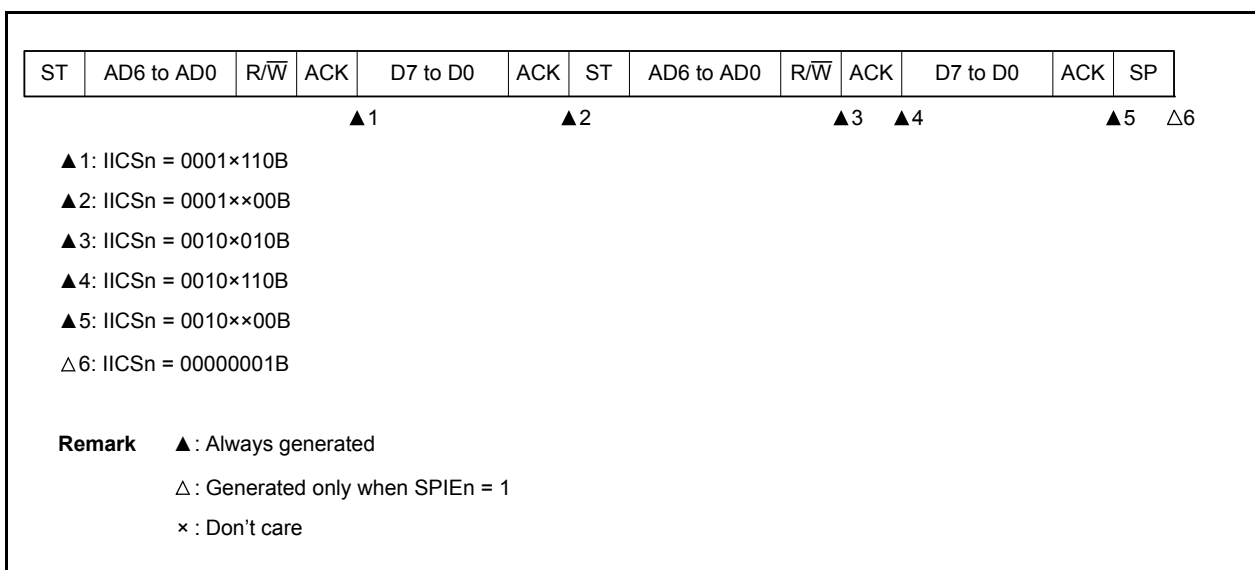 ST AD6 to AD0 R/W̅ ACK D7 to D0 ACK ST AD6 to AD0 R/W̅ ACK D7 to D0 ACK SP
▲1 ▲2 ▲3 ▲4 ▲5 △6
▲1: IICSn = 0001×110B
▲2: IICSn = 0001××00B
▲3: IICSn = 0010×010B
▲4: IICSn = 0010×110B
▲5: IICSn = 0010××00B
△6: IICSn = 00000001B
Remark ▲: Always generated
△: Generated only when SPIEn = 1
×: Don't care